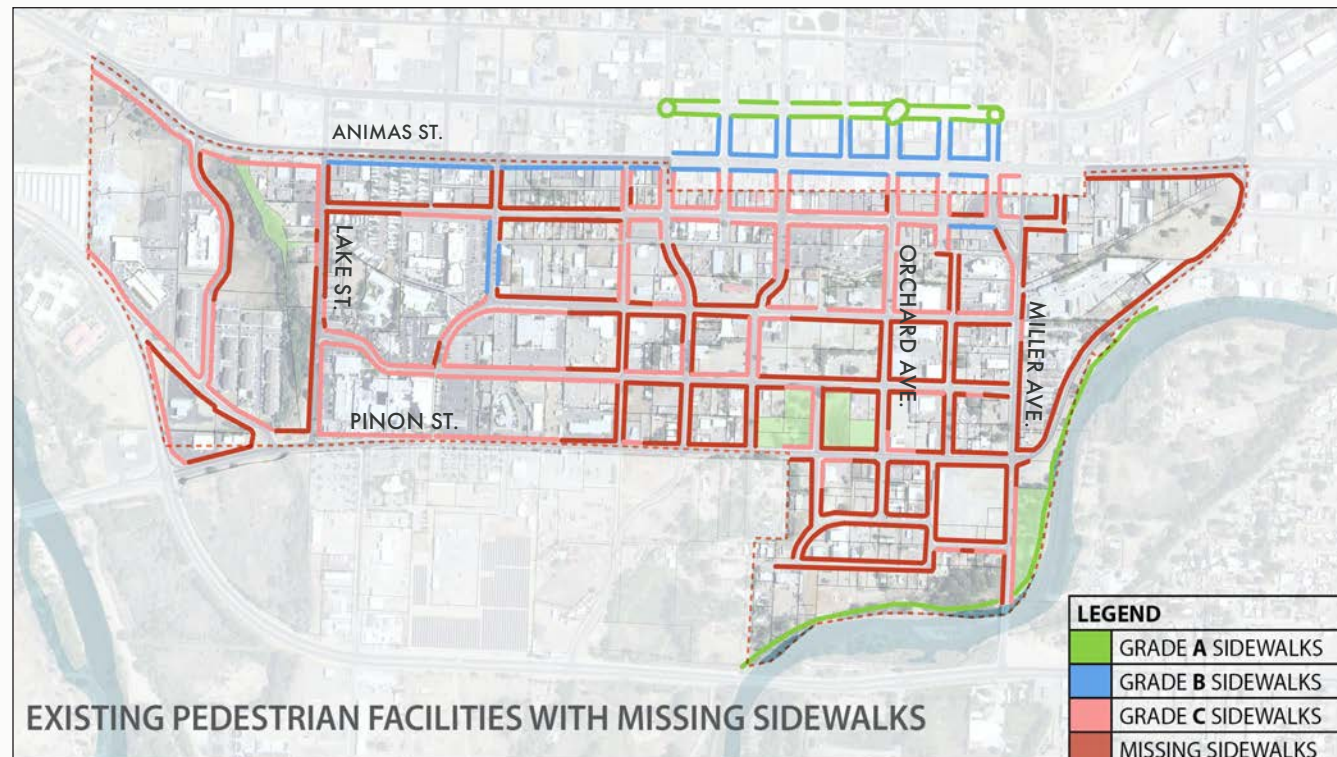 ANIMAS ST.
LAKE ST.
ORCHARD AVE.
MILLER AVE.
PINON ST.
LEGEND
GRADE A SIDEWALKS
GRADE B SIDEWALKS
GRADE C SIDEWALKS
MISSING SIDEWALKS
EXISTING PEDESTRIAN FACILITIES WITH MISSING SIDEWALKS